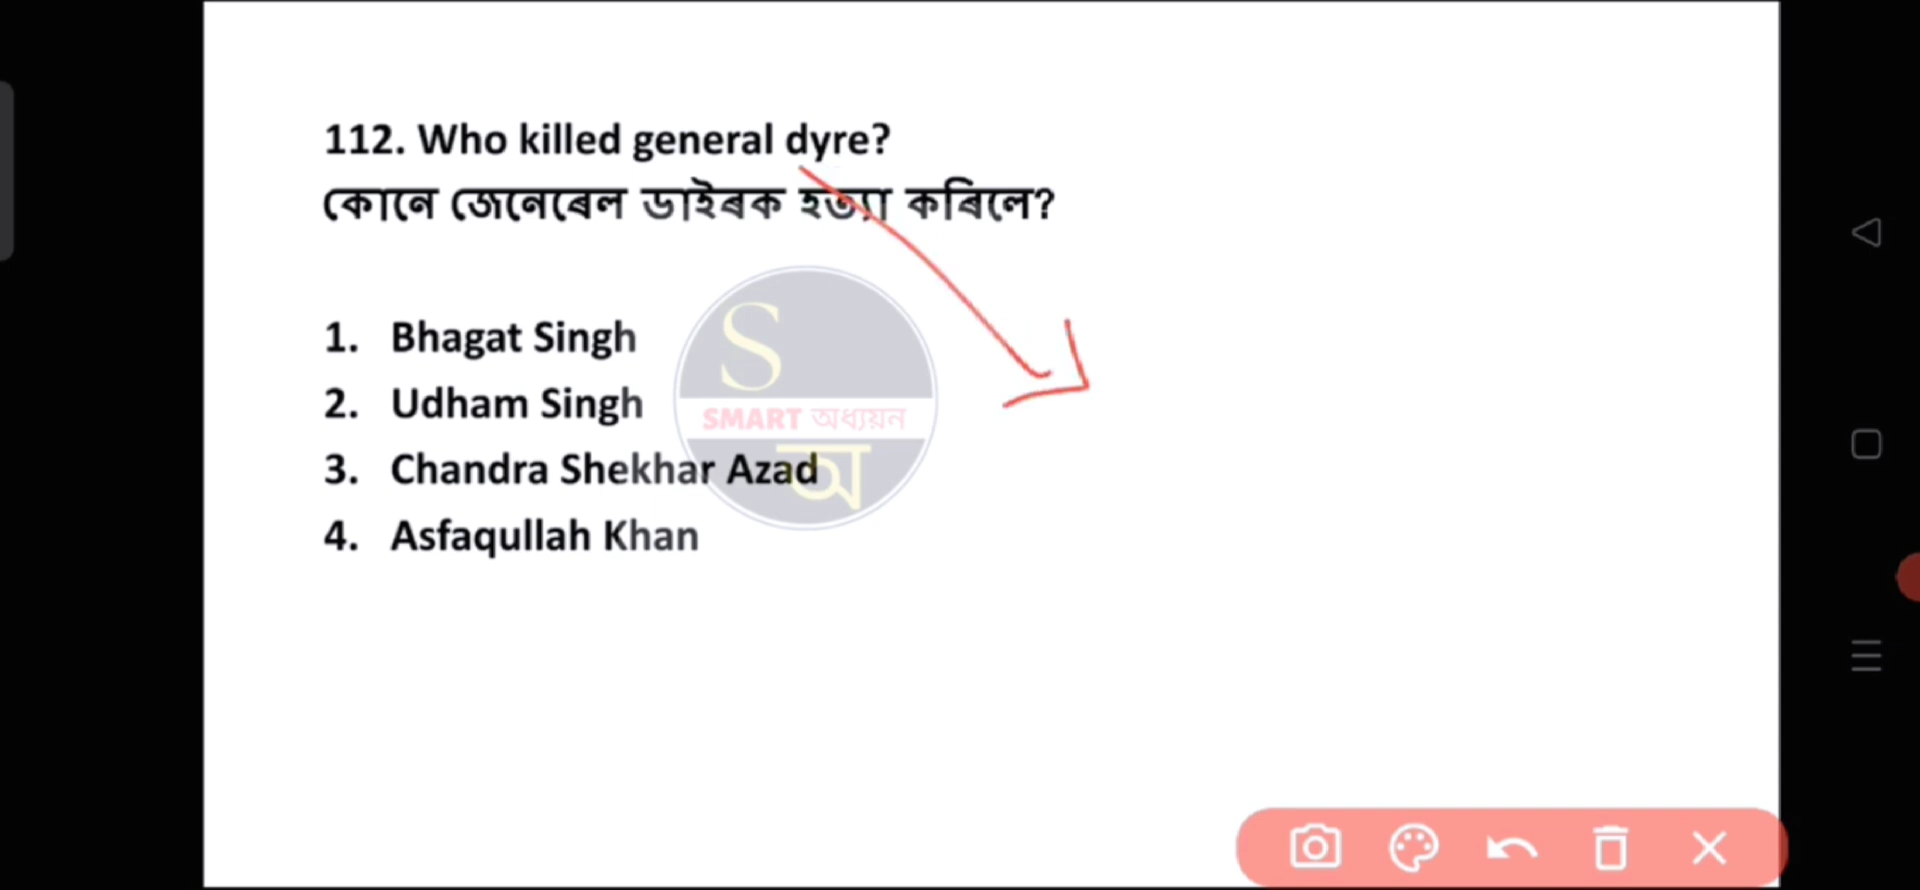 112. Who killed general dyre?
কোনে জেনেৰেল ডাইৰক হত্যা কৰিলে?
1. Bhagat Singh
2. Udham Singh
3. Chandra Shekhar Azad
4. Asfaqullah Khan
S
SMART অধ্যয়ন
অ